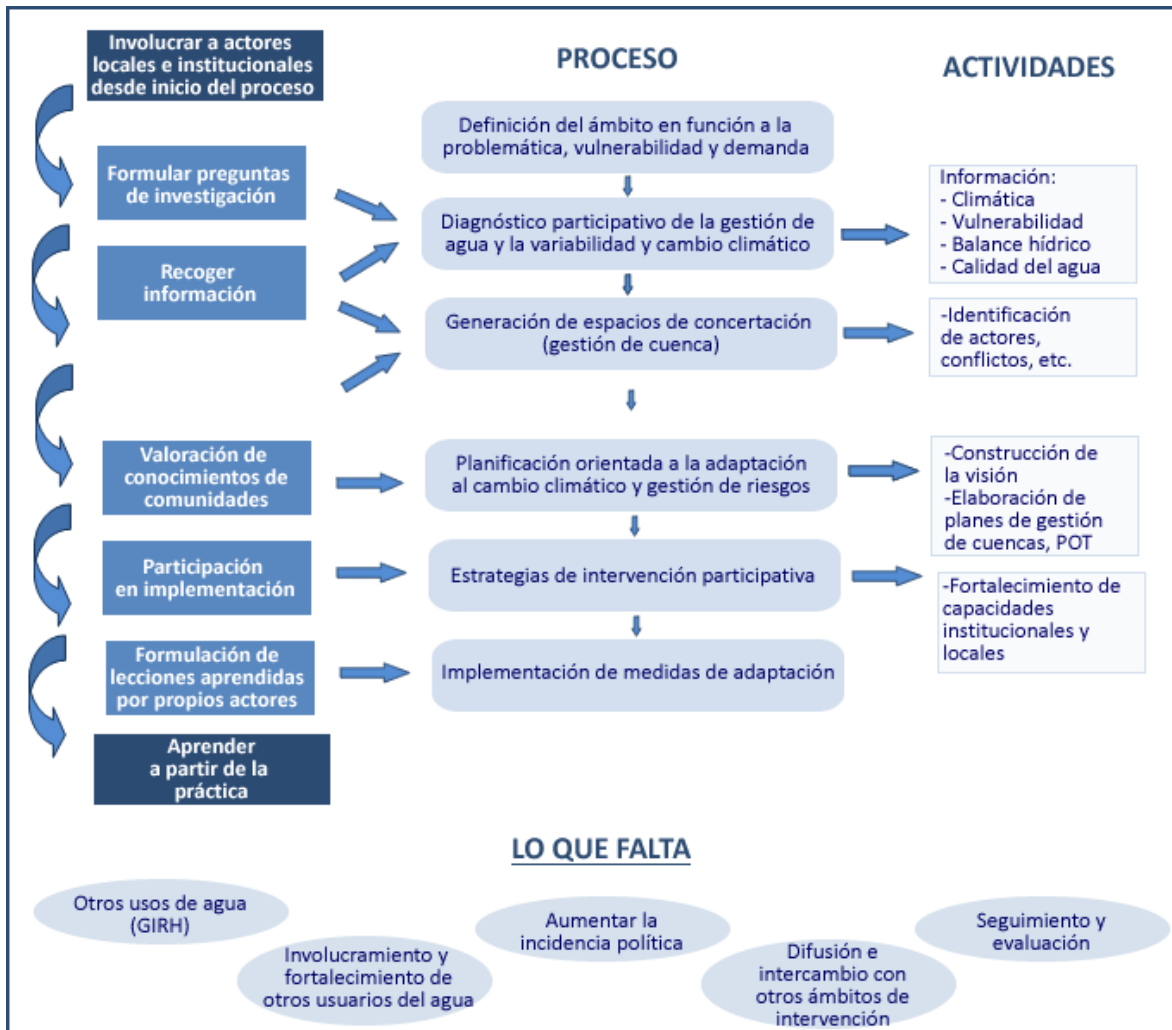 Involucrar a actores
locales e institucionales
desde inicio del proceso
Formular preguntas
de investigación
Recoger
información
Valoración de
conocimientos de
comunidades
Participación
en implementación
Formulación de
lecciones aprendidas
por propios actores
Aprender
a partir de la
práctica
PROCESO
Definición del ámbito en función a la
problemática, vulnerabilidad y demanda
Diagnóstico participativo de la gestión de
agua y la variabilidad y cambio climático
Generación de espacios de concertación
(gestión de cuenca)
Planificación orientada a la adaptación
al cambio climático y gestión de riesgos
Estrategias de intervención participativa
Implementación de medidas de adaptación
ACTIVIDADES
Información:
- Climática
- Vulnerabilidad
- Balance hídrico
- Calidad del agua
-Identificación
de actores,
conflictos, etc.
-Construcción de
la visión
-Elaboración de
planes de gestión
de cuencas, POT
-Fortalecimiento de
capacidades
institucionales y
locales
LO QUE FALTA
Otros usos de agua
(GIRH)
Involucramiento y
fortalecimiento de
otros usuarios del agua
Aumentar la
incidencia política
Difusión e
intercambio con
otros ámbitos de
intervención
Seguimiento y
evaluación